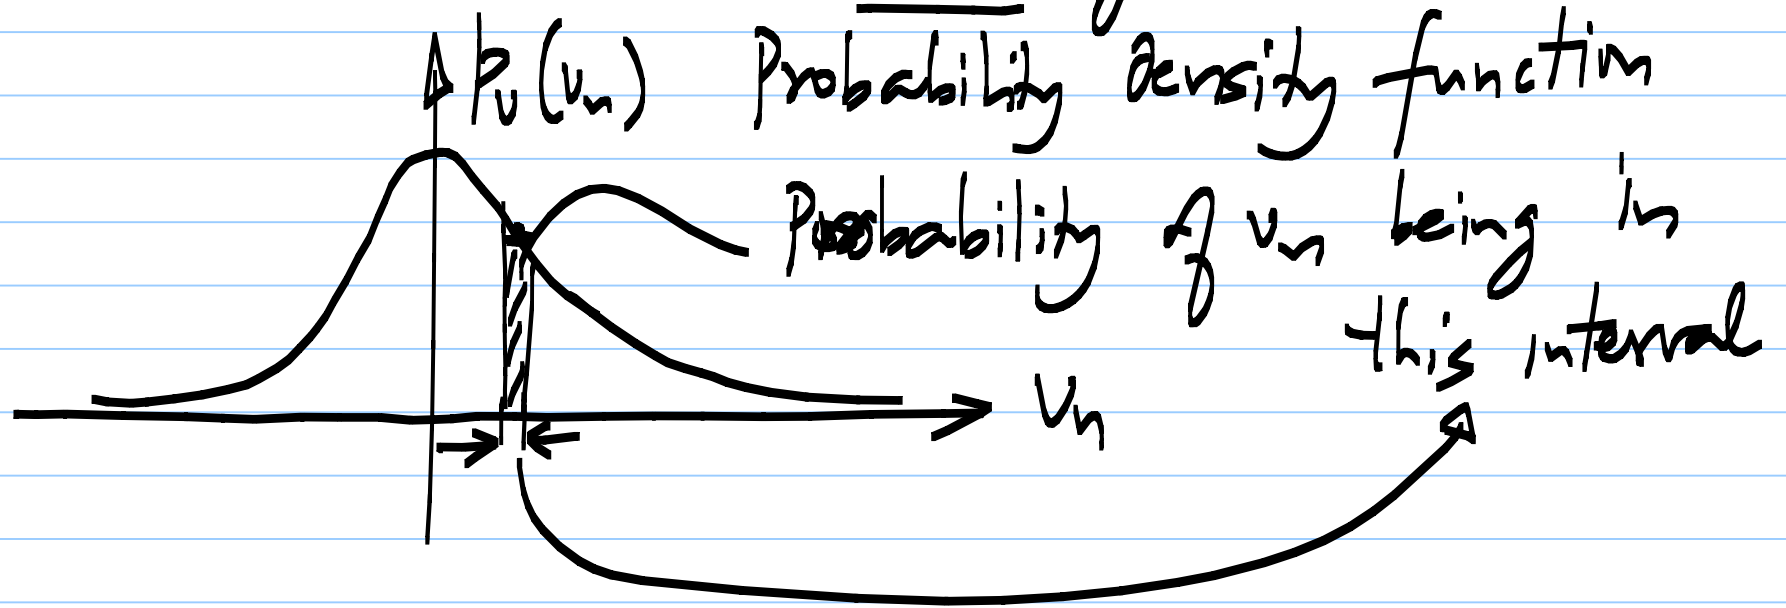 p_v(v_n) Probability density function
Probability of v_n being in
this interval
v_n